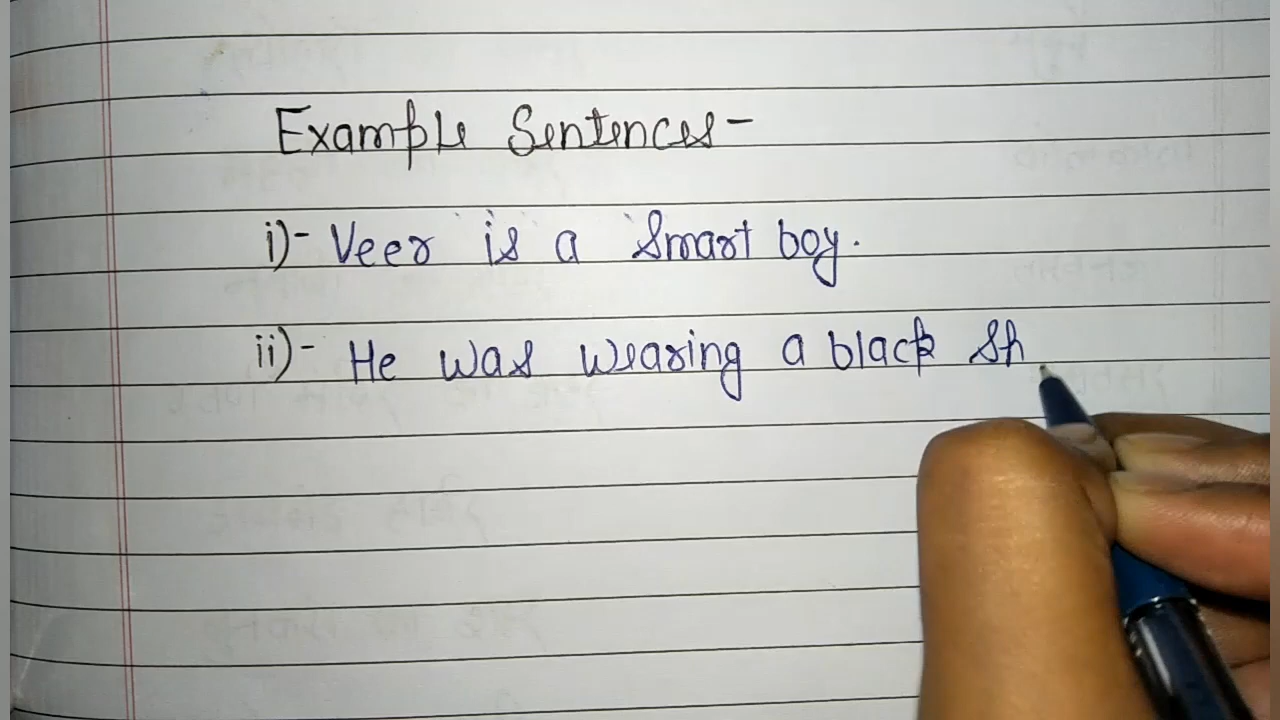 Example Sentences-
i)- Veer is a Smart boy.
ii)- He was wearing a black Sh